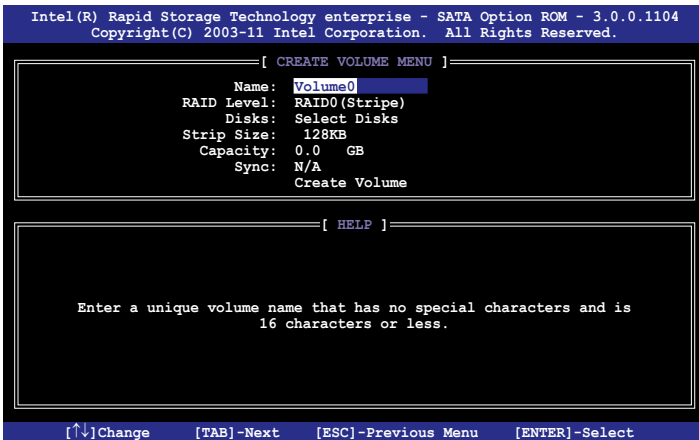 Intel(R) Rapid Storage Technology enterprise - SATA Option ROM - 3.0.0.1104
Copyright(C) 2003-11 Intel Corporation. All Rights Reserved.
[ CREATE VOLUME MENU ]
Name: Volume0
RAID Level: RAID0(Stripe)
Disks: Select Disks
Strip Size: 128KB
Capacity: 0.0 GB
Sync: N/A
Create Volume
[ HELP ]
Enter a unique volume name that has no special characters and is
16 characters or less.
[↑↓]Change [TAB]-Next [ESC]-Previous Menu [ENTER]-Select